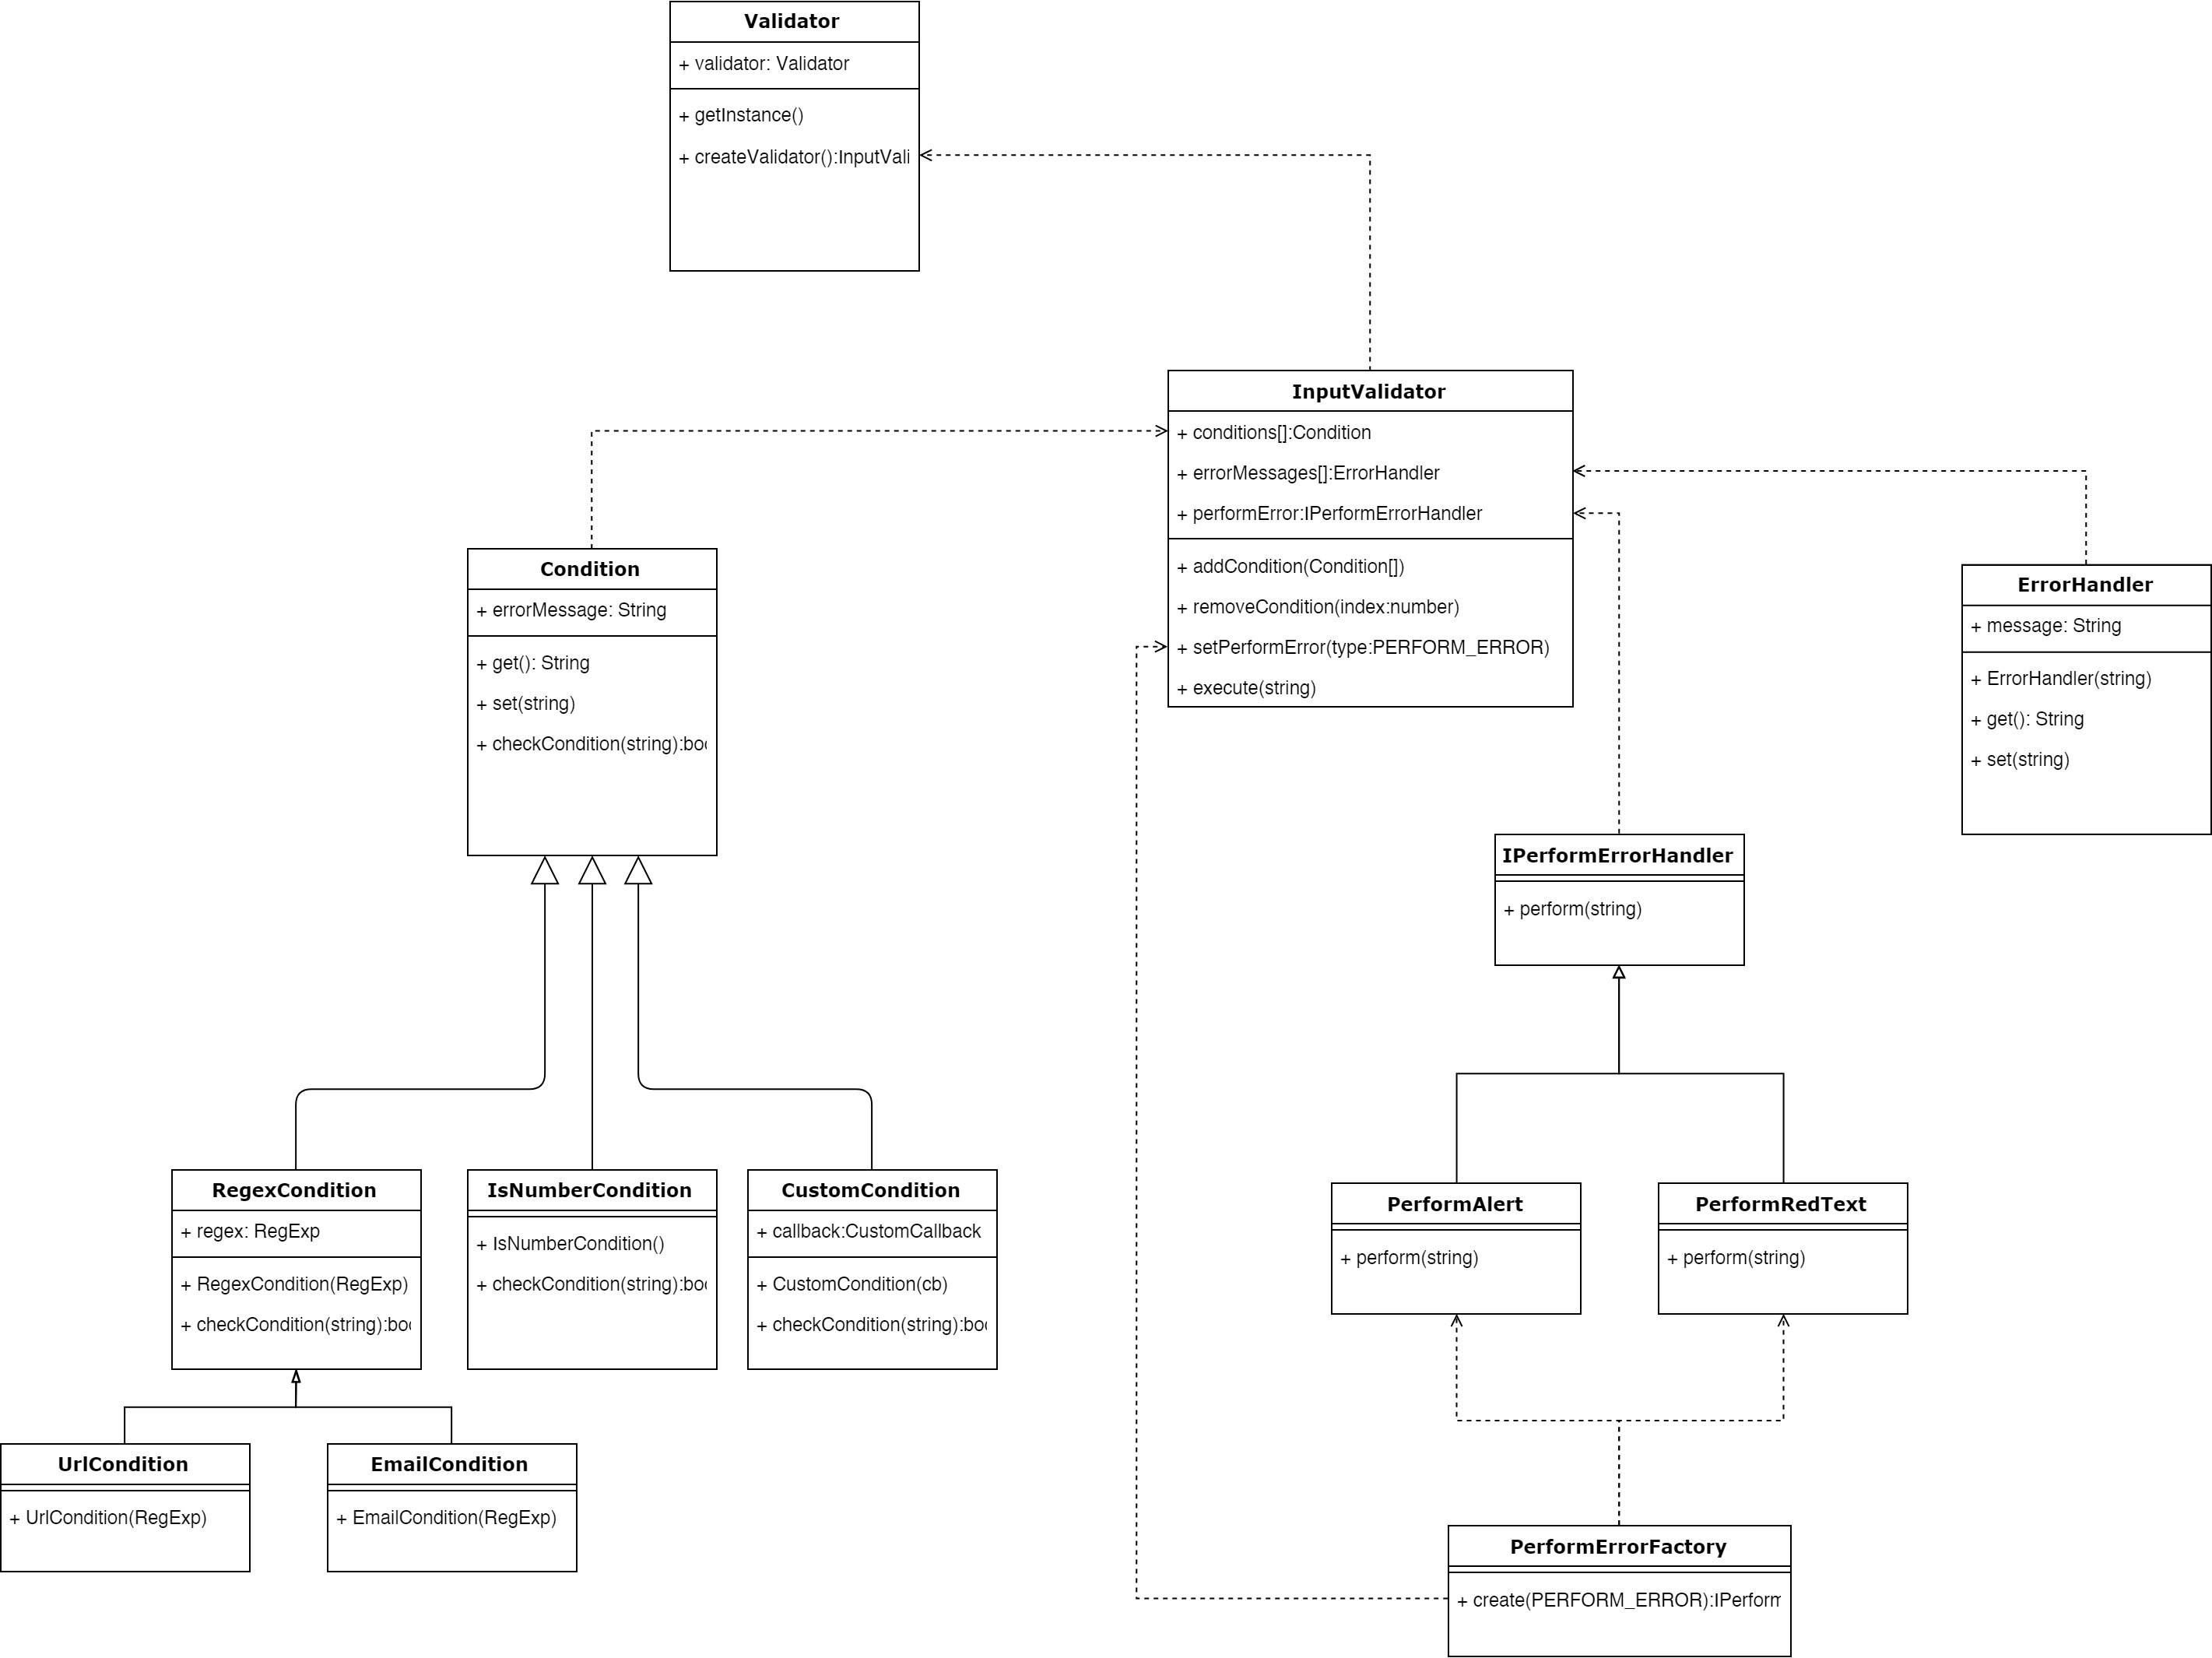 Validator
+ validator: Validator
+ getInstance()
+ createValidator():InputVali
InputValidator
+ conditions[]:Condition
+ errorMessages[]:ErrorHandler
+ performError:IPerformErrorHandler
+ addCondition(Condition[])
+ removeCondition(index:number)
+ setPerformError(type:PERFORM_ERROR)
+ execute(string)
Condition
+ errorMessage: String
+ get(): String
+ set(string)
+ checkCondition(string):boo
ErrorHandler
+ message: String
+ ErrorHandler(string)
+ get(): String
+ set(string)
IPerformErrorHandler
+ perform(string)
RegexCondition
+ regex: RegExp
+ RegexCondition(RegExp)
+ checkCondition(string):boo
IsNumberCondition
+ IsNumberCondition()
+ checkCondition(string):boo
CustomCondition
+ callback:CustomCallback
+ CustomCondition(cb)
+ checkCondition(string):boo
PerformAlert
+ perform(string)
PerformRedText
+ perform(string)
UrlCondition
+ UrlCondition(RegExp)
EmailCondition
+ EmailCondition(RegExp)
PerformErrorFactory
+ create(PERFORM_ERROR):IPerform